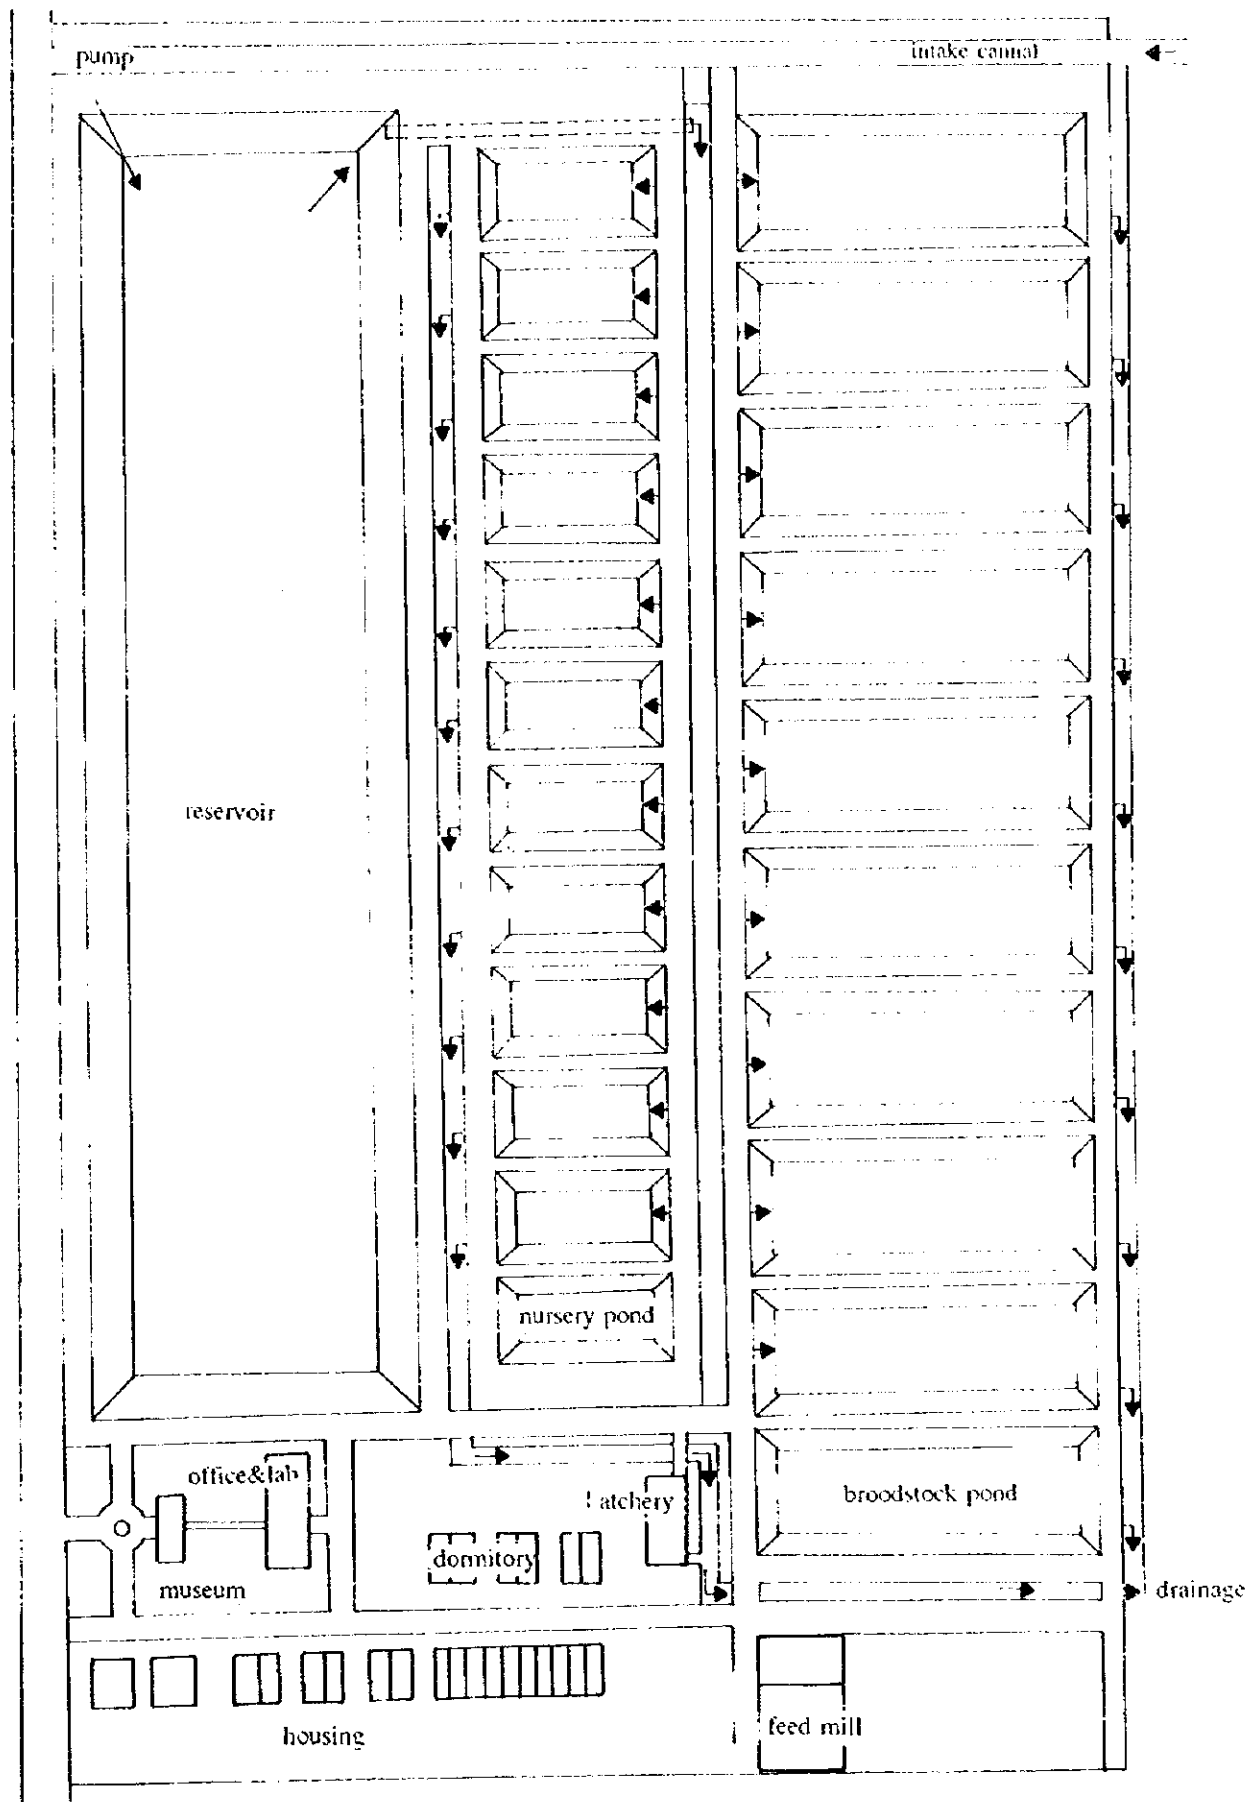 pump
intake cannal
reservoir
nursery pond
office&lab
atchery
broodstock pond
dormitory
museum
drainage
feed mill
housing